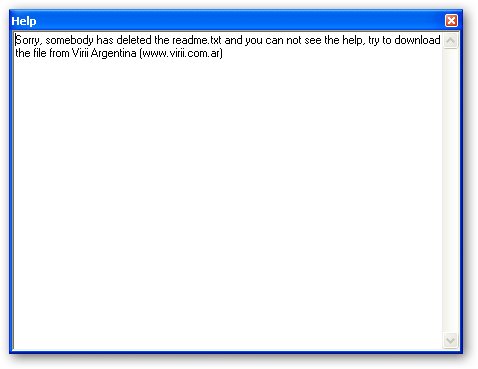 Help
Sorry, somebody has deleted the readme.txt and you can not see the help, try to download
the file from Virii Argentina (www.virii.com.ar)